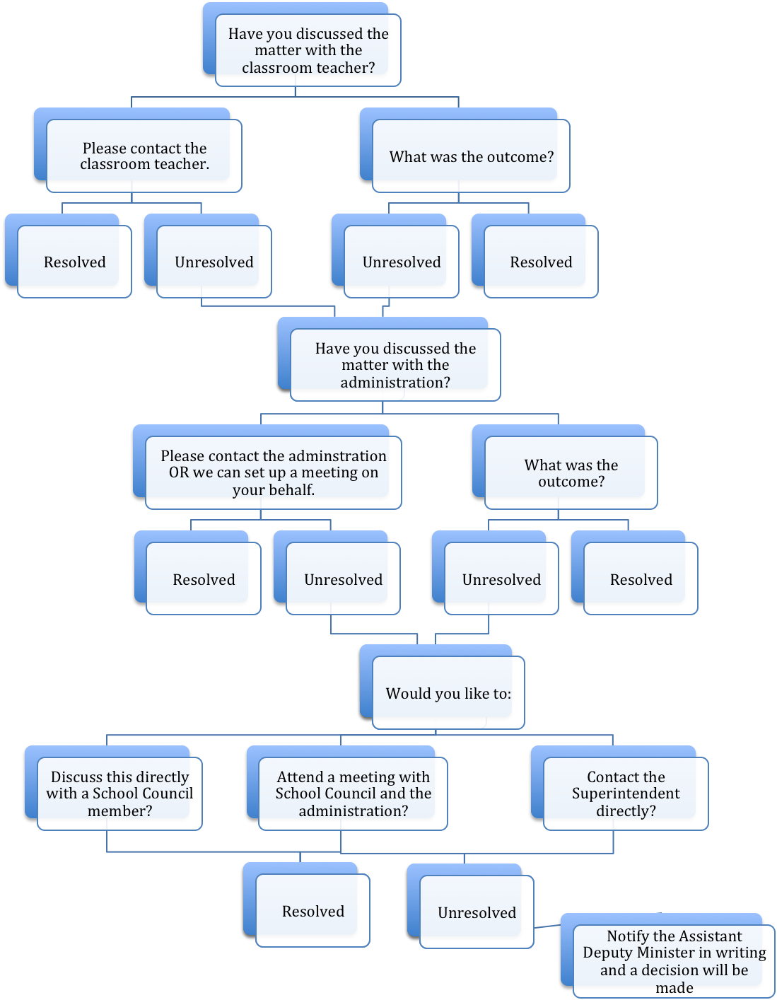 Have you discussed the
matter with the
classroom teacher?
Please contact the
classroom teacher.
What was the outcome?
Resolved
Unresolved
Unresolved
Resolved
Have you discussed the
matter with the
administration?
Please contact the adminstration
OR we can set up a meeting on
your behalf.
What was the
outcome?
Resolved
Unresolved
Unresolved
Resolved
Would you like to:
Discuss this directly
with a School Council
member?
Attend a meeting with
School Council and the
administration?
Contact the
Superintendent
directly?
Resolved
Unresolved
Notify the Assistant
Deputy Minister in writing
and a decision will be
made